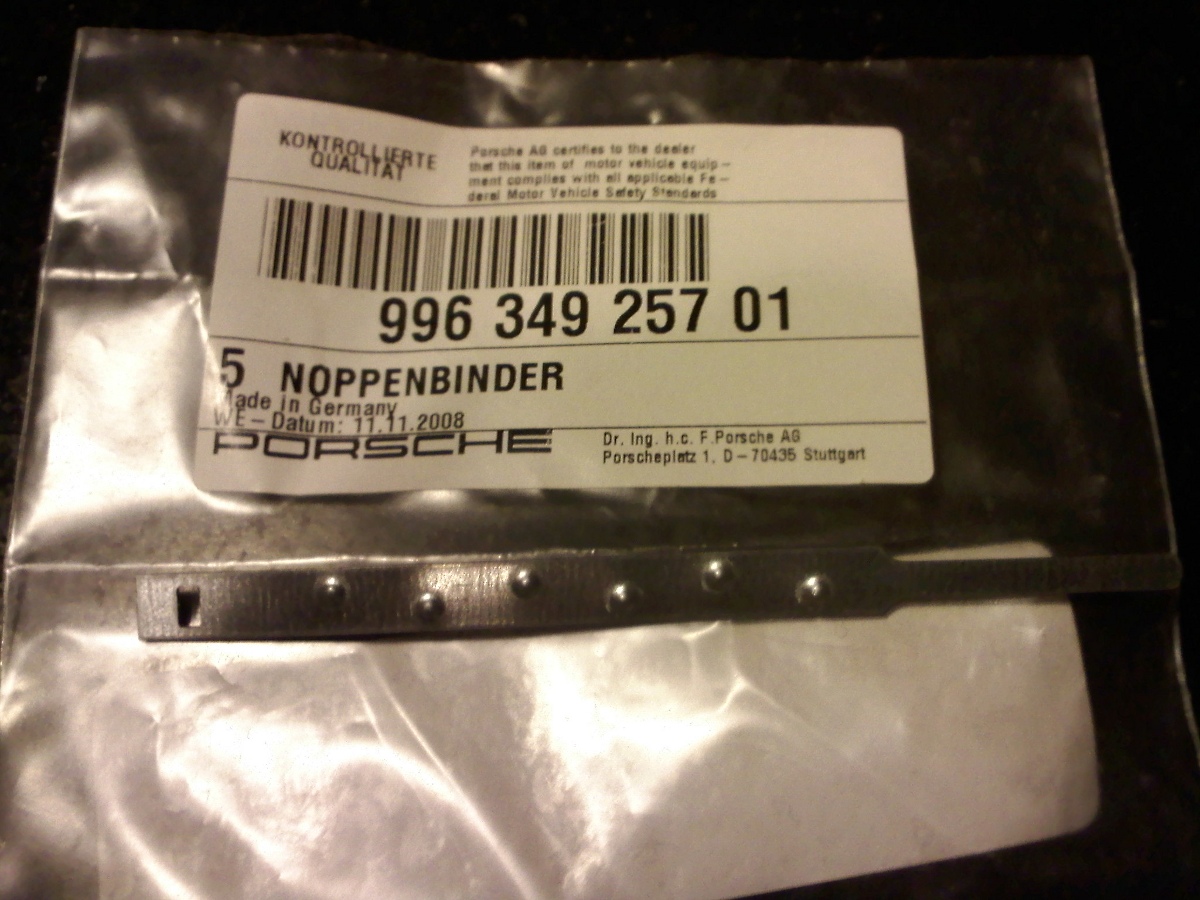 KONTROLLIERTE
QUALITÄT
Porsche AG certifies to the dealer
that this item of motor vehicle equip-
ment complies with all applicable Fe-
deral Motor Vehicle Safety Standards
996 349 257 01
5 NOPPENBINDER
Made in Germany
WE-Datum: 11.11.2008
PORSCHE
Dr. Ing. h.c. F.Porsche AG
Porscheplatz 1, D-70435 Stuttgart